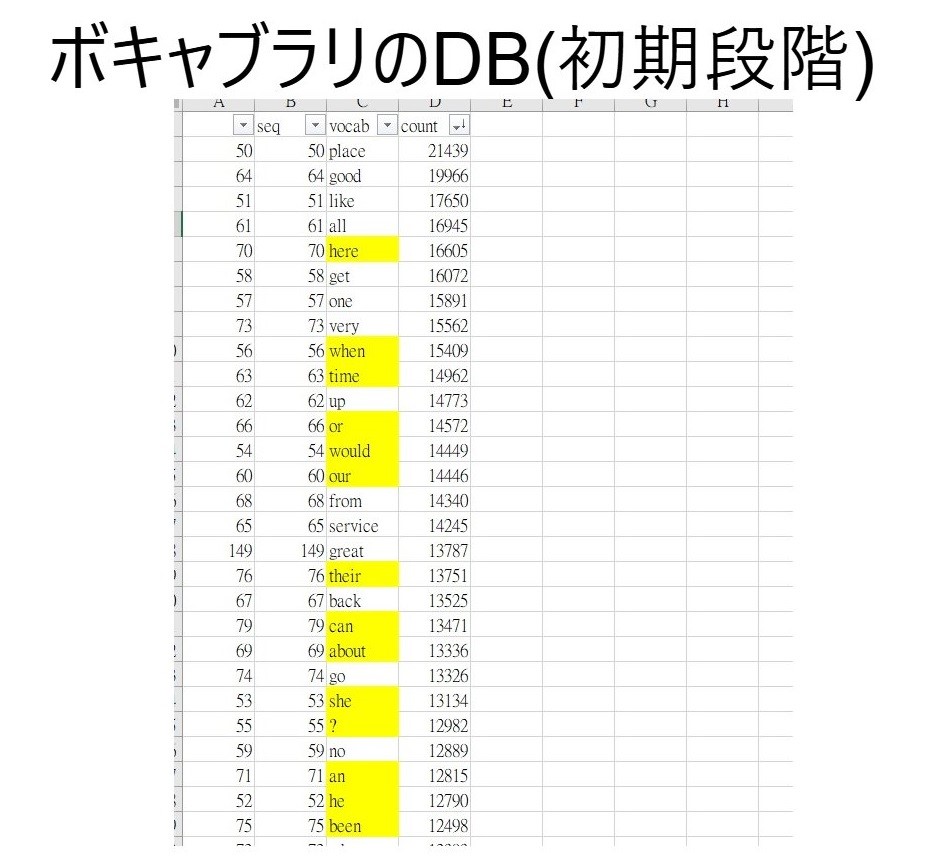 ボキャブラリのDB(初期段階)
A B C D E F G H
seq vocab count
50 50 place 21439
64 64 good 19966
51 51 like 17650
61 61 all 16945
70 70 here 16605
58 58 get 16072
57 57 one 15891
73 73 very 15562
56 56 when 15409
63 63 time 14962
62 62 up 14773
66 66 or 14572
54 54 would 14449
60 60 our 14446
68 68 from 14340
65 65 service 14245
149 149 great 13787
76 76 their 13751
67 67 back 13525
79 79 can 13471
69 69 about 13336
74 74 go 13326
53 53 she 13134
55 55 ? 12982
59 59 no 12889
71 71 an 12815
52 52 he 12790
75 75 been 12498